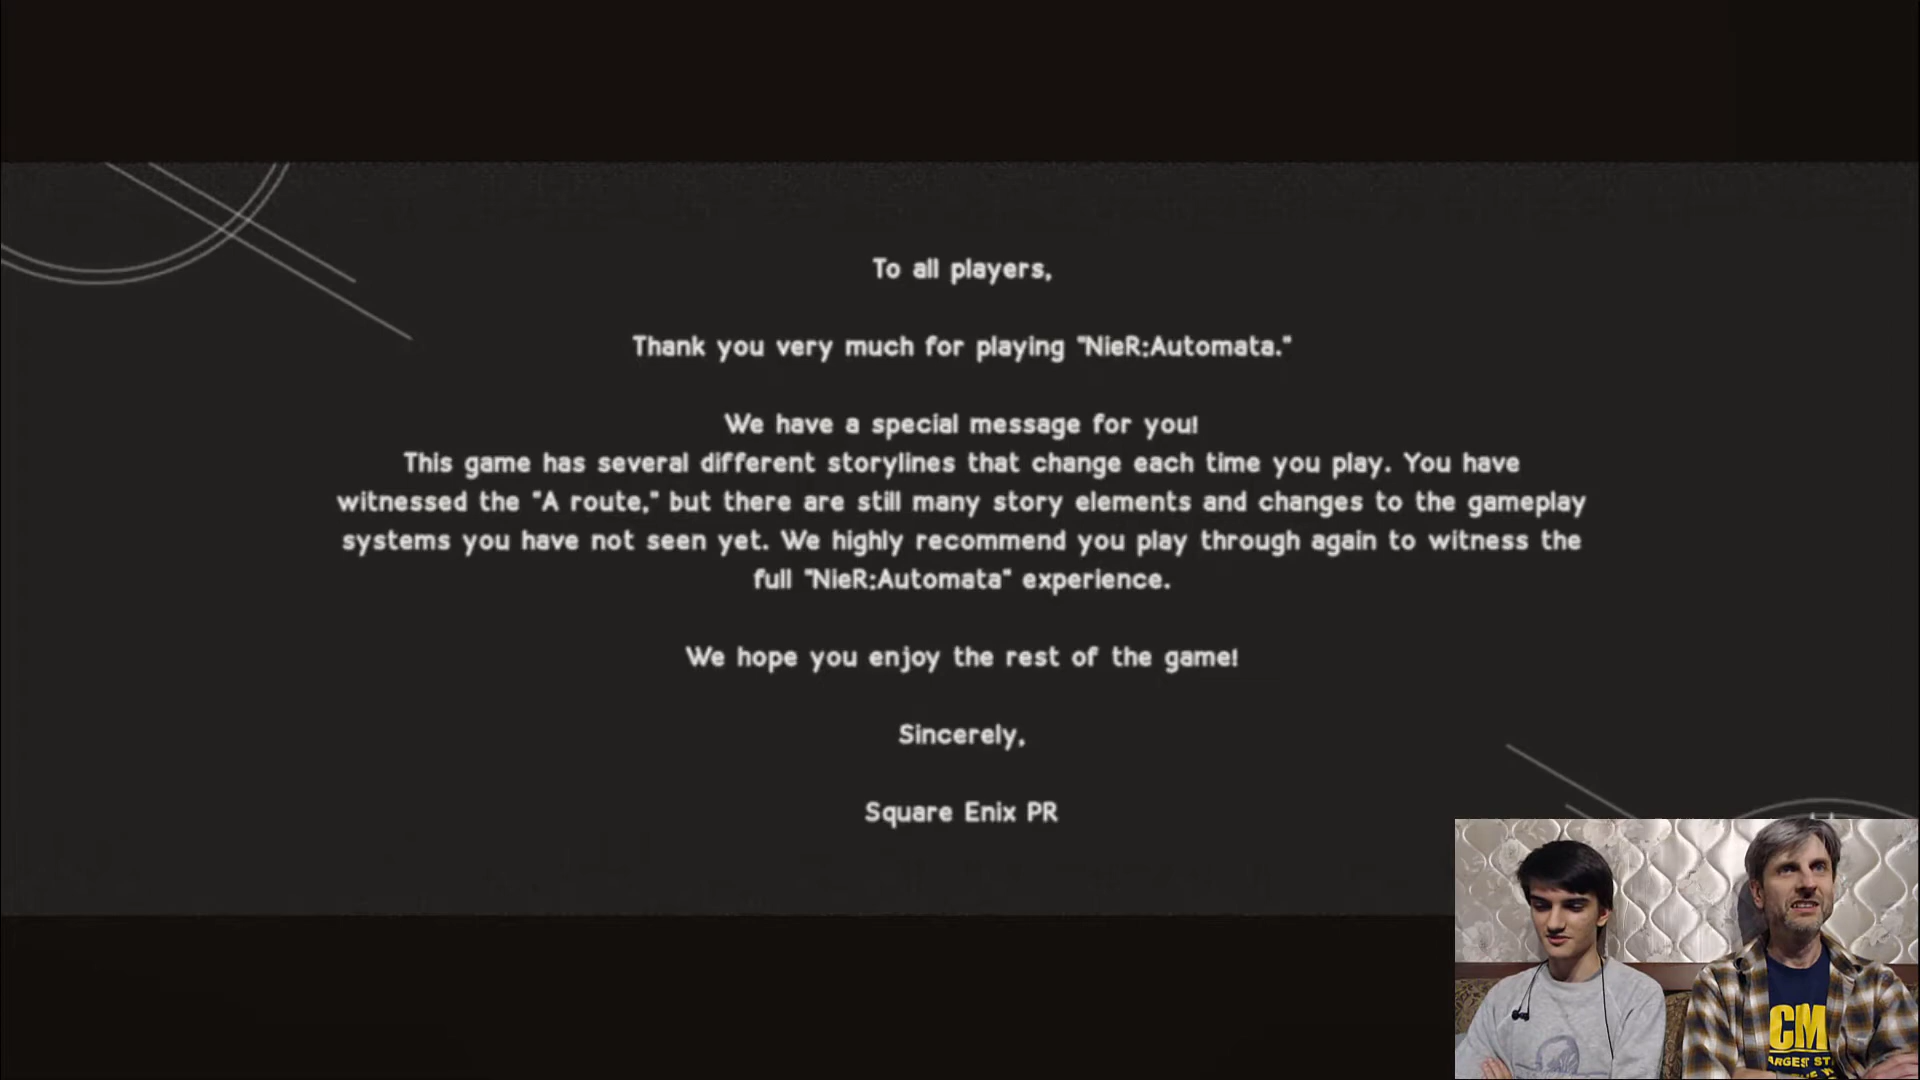 To all players,
Thank you very much for playing "NieR:Automata."
We have a special message for you!
This game has several different storylines that change each time you play. You have
witnessed the "A route," but there are still many story elements and changes to the gameplay
systems you have not seen yet. We highly recommend you play through again to witness the
full "NieR:Automata" experience.
We hope you enjoy the rest of the game!
Sincerely,
Square Enix PR
CM